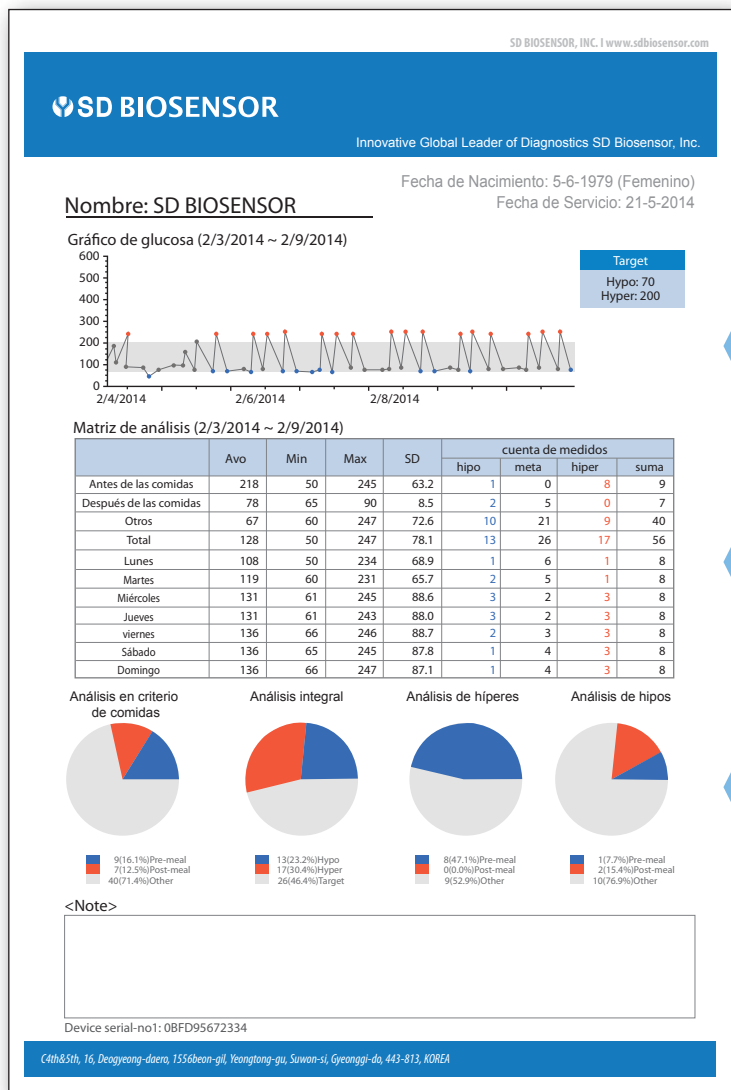 SD BIOSENSOR, INC. I www.sdbiosensor.com
SD BIOSENSOR
Innovative Global Leader of Diagnostics SD Biosensor, Inc.
Fecha de Nacimiento: 5-6-1979 (Femenino)
Nombre: SD BIOSENSOR
Fecha de Servicio: 21-5-2014
Gráfico de glucosa (2/3/2014 ~ 2/9/2014)
600
500
400
300
200
100
0
2/4/2014 2/6/2014 2/8/2014
Target
Hypo: 70
Hyper: 200
Matriz de análisis (2/3/2014 ~ 2/9/2014)
Avo Min Max SD cuenta de medidos
hipo meta hiper suma
Antes de las comidas 218 50 245 63.2 1 0 8 9
Después de las comidas 78 65 90 8.5 2 5 0 7
Otros 67 60 247 72.6 10 21 9 40
Total 128 50 247 78.1 13 26 17 56
Lunes 108 50 234 68.9 1 6 1 8
Martes 119 60 231 65.7 2 5 1 8
Miércoles 131 61 245 88.6 3 2 3 8
Jueves 131 61 243 88.0 3 2 3 8
viernes 136 66 246 88.7 2 3 3 8
Sábado 136 65 245 87.8 1 4 3 8
Domingo 136 66 247 87.1 1 4 3 8
Análisis en criterio de comidas
9(16.1%)Pre-meal
7(12.5%)Post-meal
40(71.4%)Other
Análisis integral
13(23.2%)Hypo
17(30.4%)Hyper
26(46.4%)Target
Análisis de híperes
8(47.1%)Pre-meal
0(0.0%)Post-meal
9(52.9%)Other
Análisis de hipos
1(7.7%)Pre-meal
2(15.4%)Post-meal
10(76.9%)Other
<Note>
Device serial-no1: 0BFD95672334
C4th&5th, 16, Deogyeong-daero, 1556beon-gil, Yeongtong-gu, Suwon-si, Gyeonggi-do, 443-813, KOREA